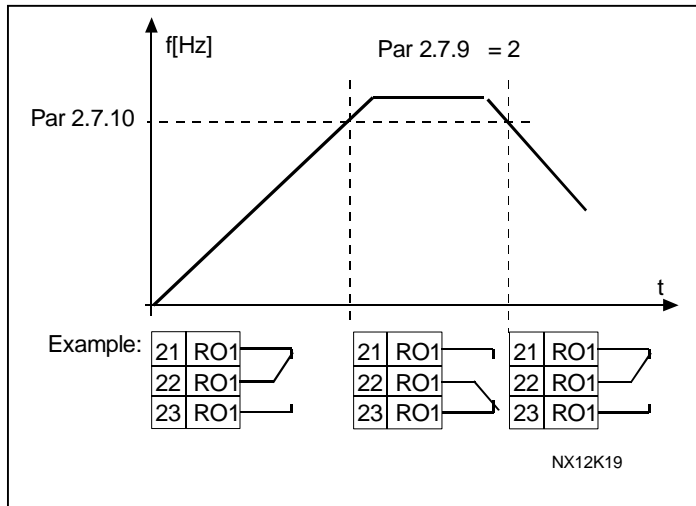 f[Hz]
Par 2.7.9 = 2
Par 2.7.10
t
Example:
21 RO1 21 RO1 21 RO1
22 RO1 22 RO1 22 RO1
23 RO1 23 RO1 23 RO1
NX12K19